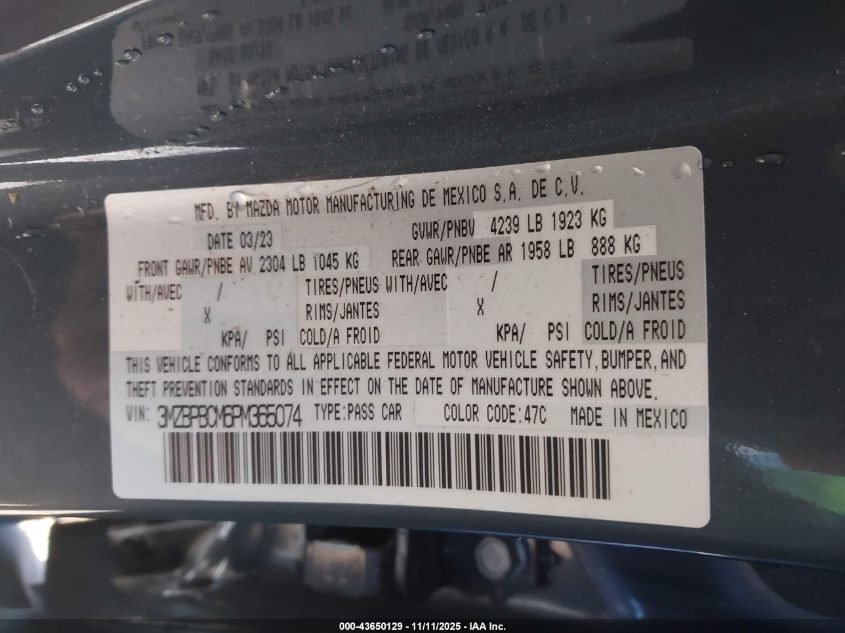 MFD. BY MAZDA MOTOR MANUFACTURING DE MEXICO S.A. DE C.V.
DATE 03/23 GVWR/PNBV 4239 LB 1923 KG
FRONT GAWR/PNBE AV 2304 LB 1045 KG REAR GAWR/PNBE AR 1958 LB 888 KG
WITH/AVEC / TIRES/PNEUS WITH/AVEC / TIRES/PNEUS
X RIMS/JANTES X RIMS/JANTES
KPA/ PSI COLD/A FROID KPA/ PSI COLD/A FROID
THIS VEHICLE CONFORMS TO ALL APPLICABLE FEDERAL MOTOR VEHICLE SAFETY, BUMPER, AND
THEFT PREVENTION STANDARDS IN EFFECT ON THE DATE OF MANUFACTURE SHOWN ABOVE.
VIN: 3MZBPBCM6PM365074 TYPE:PASS CAR COLOR CODE:47C MADE IN MEXICO
000-43650129 - 11/11/2025 - IAA Inc.